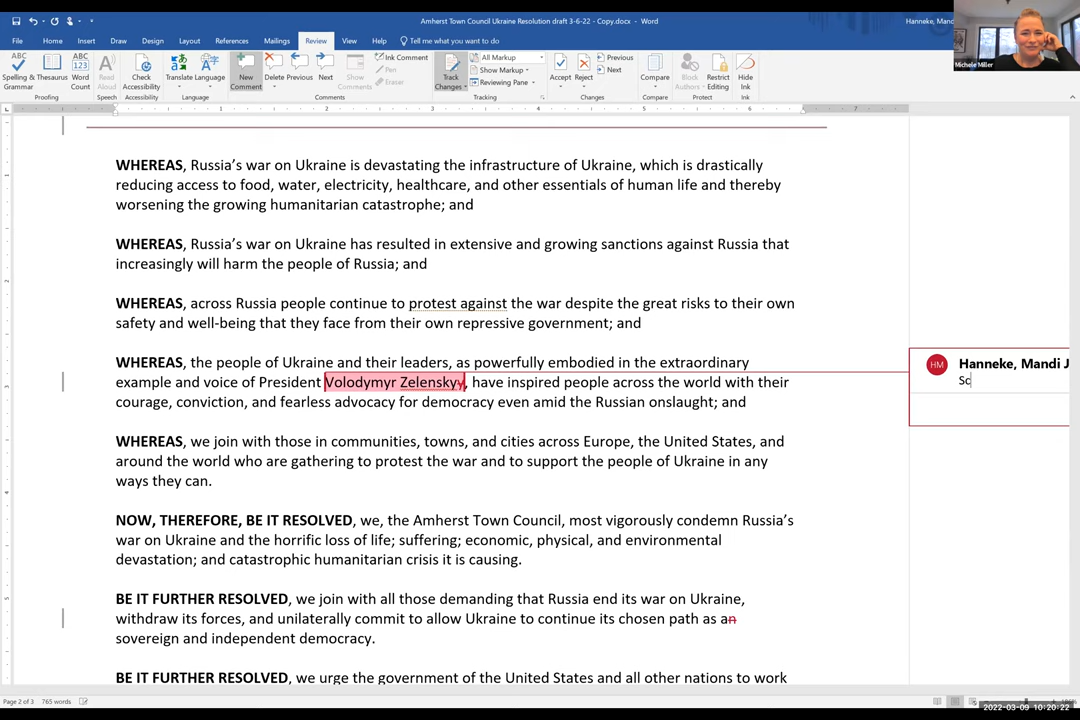 Amherst Town Council Ukraine Resolution draft 3-6-22 - Copy.docx - Word
Hanneke, Mandi J
Michele Miller
File Home Insert Draw Design Layout References Mailings Review View Help Tell me what you want to do
Spelling & Grammar
Thesaurus
Word Count
Read Aloud
Check Accessibility
Translate
Language
New Comment
Delete
Previous
Next
Show Comments
Ink Comment
Pen
Eraser
Track Changes
All Markup
Show Markup
Reviewing Pane
Accept
Reject
Previous
Next
Compare
Block Authors
Restrict Editing
Hide Ink
Proofing Speech Accessibility Language Comments Tracking Changes Compare Protect Ink
WHEREAS, Russia’s war on Ukraine is devastating the infrastructure of Ukraine, which is drastically
reducing access to food, water, electricity, healthcare, and other essentials of human life and thereby
worsening the growing humanitarian catastrophe; and
WHEREAS, Russia’s war on Ukraine has resulted in extensive and growing sanctions against Russia that
increasingly will harm the people of Russia; and
WHEREAS, across Russia people continue to protest against the war despite the great risks to their own
safety and well-being that they face from their own repressive government; and
WHEREAS, the people of Ukraine and their leaders, as powerfully embodied in the extraordinary
example and voice of President Volodymyr Zelenskyy, have inspired people across the world with their
courage, conviction, and fearless advocacy for democracy even amid the Russian onslaught; and
WHEREAS, we join with those in communities, towns, and cities across Europe, the United States, and
around the world who are gathering to protest the war and to support the people of Ukraine in any
ways they can.
NOW, THEREFORE, BE IT RESOLVED, we, the Amherst Town Council, most vigorously condemn Russia’s
war on Ukraine and the horrific loss of life; suffering; economic, physical, and environmental
devastation; and catastrophic humanitarian crisis it is causing.
BE IT FURTHER RESOLVED, we join with all those demanding that Russia end its war on Ukraine,
withdraw its forces, and unilaterally commit to allow Ukraine to continue its chosen path as an
sovereign and independent democracy.
BE IT FURTHER RESOLVED, we urge the government of the United States and all other nations to work
HM
Hanneke, Mandi J
Sc
Page 2 of 3 765 words
2022-03-09 10:20:22